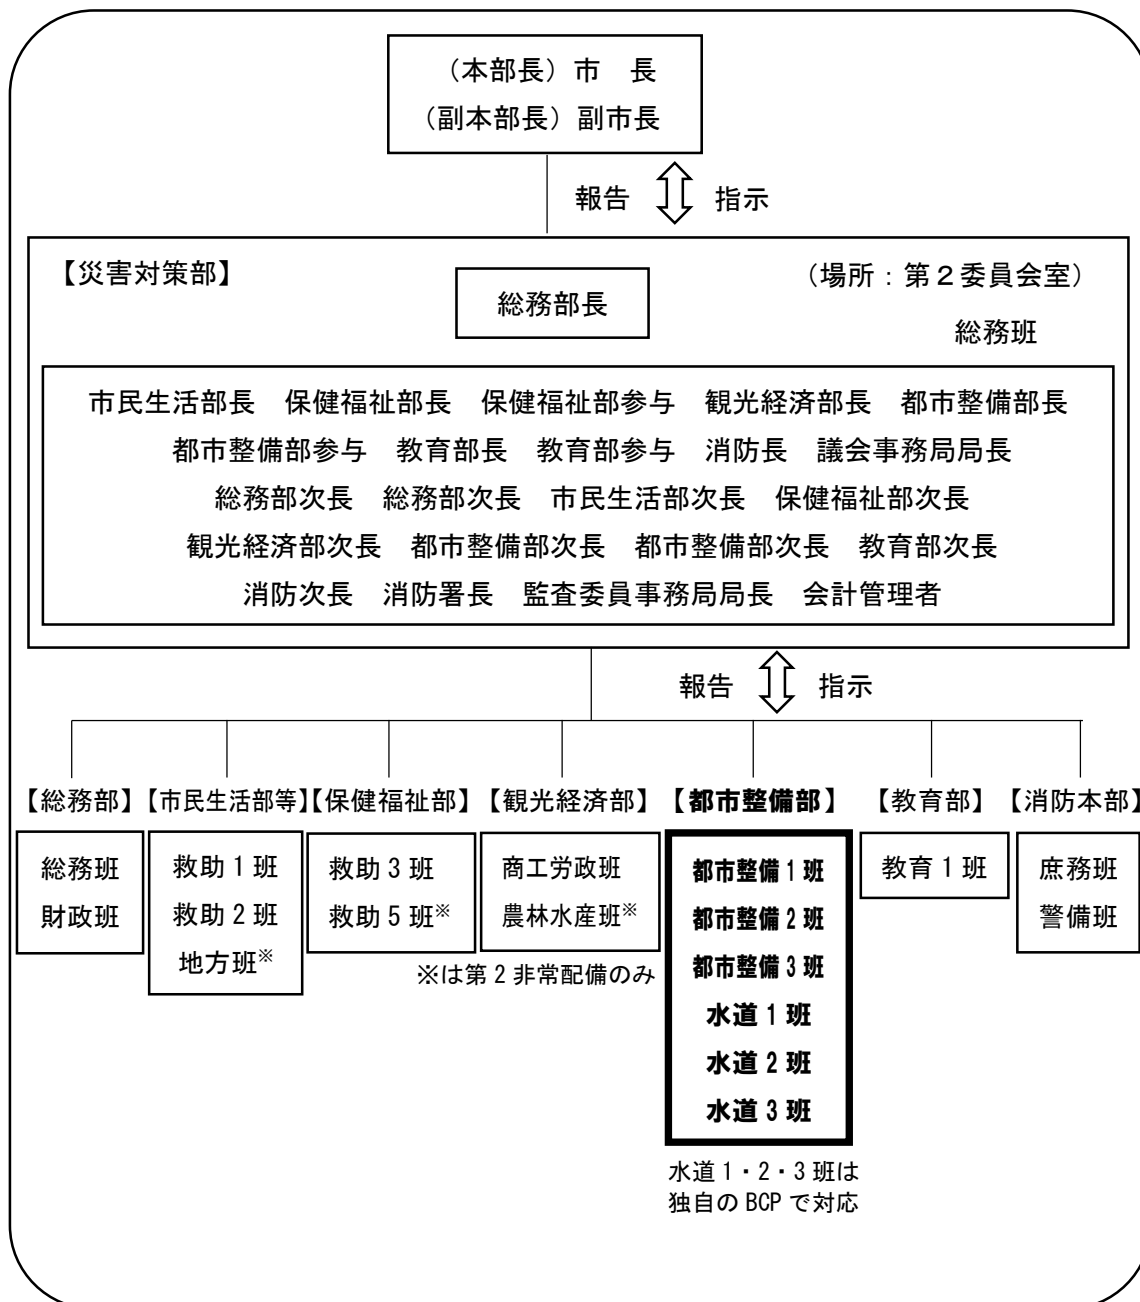 （本部長）市　長
（副本部長）副市長
報告　指示
【災害対策部】
（場所：第２委員会室）
総務部長
総務班
市民生活部長　保健福祉部長　保健福祉部参与　観光経済部長　都市整備部長
都市整備部参与　教育部長　教育部参与　消防長　議会事務局局長
総務部次長　総務部次長　市民生活部次長　保健福祉部次長
観光経済部次長　都市整備部次長　都市整備部次長　教育部次長
消防次長　消防署長　監査委員事務局局長　会計管理者
報告　指示
【総務部】
総務班
財政班
【市民生活部等】
救助1班
救助2班
地方班※
【保健福祉部】
救助3班
救助5班※
【観光経済部】
商工労政班
農林水産班※
※は第2非常配備のみ
【都市整備部】
都市整備1班
都市整備2班
都市整備3班
水道1班
水道2班
水道3班
水道1・2・3班は
独自のBCPで対応
【教育部】
教育1班
【消防本部】
庶務班
警備班